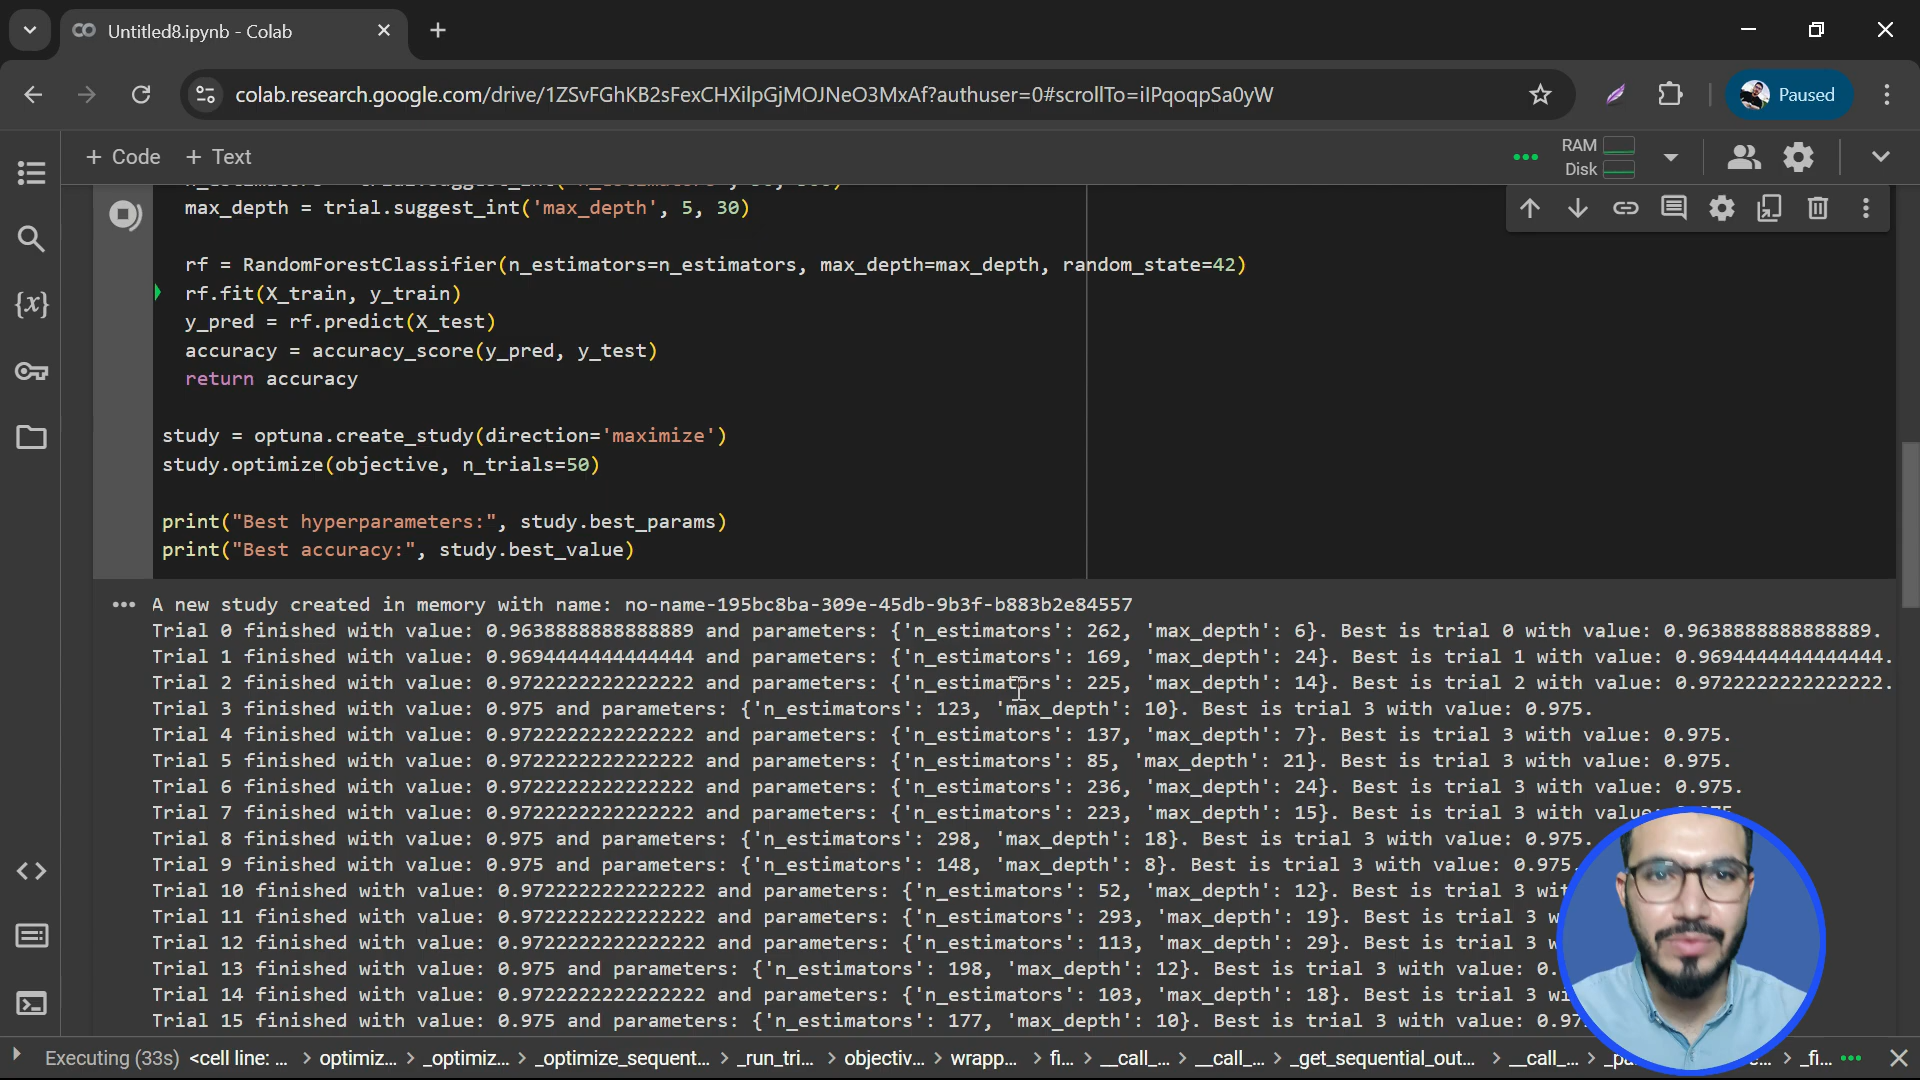 Untitled8.ipynb - Colab
colab.research.google.com/drive/1ZSvFGhKB2sFexCHXilpGjMOJNeO3MxAf?authuser=0#scrollTo=iIPqoqpSa0yW
Paused
+ Code + Text
RAM
Disk
max_depth = trial.suggest_int('max_depth', 5, 30)
rf = RandomForestClassifier(n_estimators=n_estimators, max_depth=max_depth, random_state=42)
rf.fit(X_train, y_train)
y_pred = rf.predict(X_test)
accuracy = accuracy_score(y_pred, y_test)
return accuracy
study = optuna.create_study(direction='maximize')
study.optimize(objective, n_trials=50)
print("Best hyperparameters:", study.best_params)
print("Best accuracy:", study.best_value)
A new study created in memory with name: no-name-195bc8ba-309e-45db-9b3f-b883b2e84557
Trial 0 finished with value: 0.9638888888888889 and parameters: {'n_estimators': 262, 'max_depth': 6}. Best is trial 0 with value: 0.9638888888888889.
Trial 1 finished with value: 0.9694444444444444 and parameters: {'n_estimators': 169, 'max_depth': 24}. Best is trial 1 with value: 0.9694444444444444.
Trial 2 finished with value: 0.9722222222222222 and parameters: {'n_estimators': 225, 'max_depth': 14}. Best is trial 2 with value: 0.9722222222222222.
Trial 3 finished with value: 0.975 and parameters: {'n_estimators': 123, 'max_depth': 10}. Best is trial 3 with value: 0.975.
Trial 4 finished with value: 0.9722222222222222 and parameters: {'n_estimators': 137, 'max_depth': 7}. Best is trial 3 with value: 0.975.
Trial 5 finished with value: 0.9722222222222222 and parameters: {'n_estimators': 85, 'max_depth': 21}. Best is trial 3 with value: 0.975.
Trial 6 finished with value: 0.9722222222222222 and parameters: {'n_estimators': 236, 'max_depth': 24}. Best is trial 3 with value: 0.975.
Trial 7 finished with value: 0.9722222222222222 and parameters: {'n_estimators': 223, 'max_depth': 15}. Best is trial 3 with
Trial 8 finished with value: 0.975 and parameters: {'n_estimators': 298, 'max_depth': 18}. Best is trial 3 with value: 0.975.
Trial 9 finished with value: 0.975 and parameters: {'n_estimators': 148, 'max_depth': 8}. Best is trial 3 with value: 0.975.
Trial 10 finished with value: 0.9722222222222222 and parameters: {'n_estimators': 52, 'max_depth': 12}. Best is trial 3
Trial 11 finished with value: 0.9722222222222222 and parameters: {'n_estimators': 293, 'max_depth': 19}. Best is trial 3
Trial 12 finished with value: 0.9722222222222222 and parameters: {'n_estimators': 113, 'max_depth': 29}. Best is trial 3
Trial 13 finished with value: 0.975 and parameters: {'n_estimators': 198, 'max_depth': 12}. Best is trial 3 with value: 0.
Trial 14 finished with value: 0.9722222222222222 and parameters: {'n_estimators': 103, 'max_depth': 18}. Best is trial 3
Trial 15 finished with value: 0.975 and parameters: {'n_estimators': 177, 'max_depth': 10}. Best is trial 3 with value: 0.97
Executing (33s) <cell line: ... > optimiz... > _optimiz... > _optimize_sequent... > _run_tri... > objectiv... > wrapp... > fi... > __call_... > __call_... > _get_sequential_out... > __call_... > _fi...